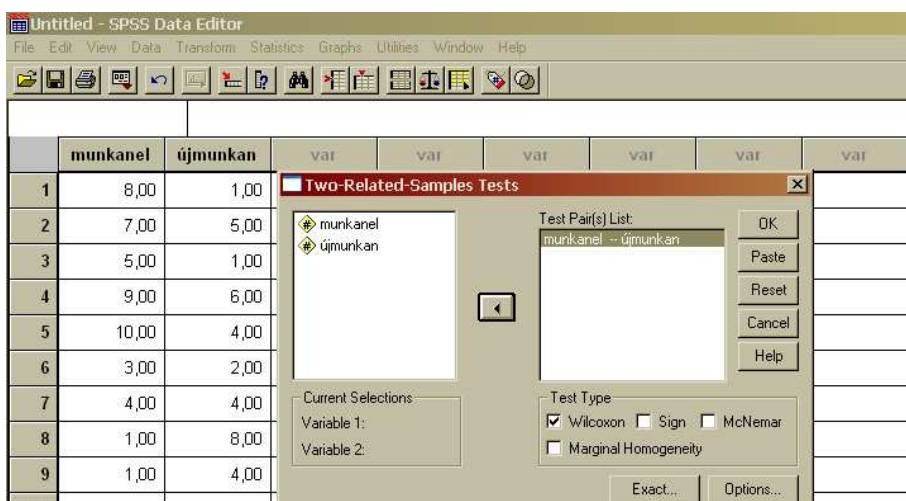 Untitled - SPSS Data Editor
File Edit View Data Transform Statistics Graphs Utilities Window Help
munkanel újmunkan var var var var var var
1 8,00 1,00
2 7,00 5,00
3 5,00 1,00
4 9,00 6,00
5 10,00 4,00
6 3,00 2,00
7 4,00 4,00
8 1,00 8,00
9 1,00 4,00
Two-Related-Samples Tests
munkanel
újmunkan
Test Pair(s) List:
munkanel -- újmunkan
OK
Paste
Reset
Cancel
Help
Current Selections
Variable 1:
Variable 2:
Test Type
Wilcoxon Sign McNemar
Marginal Homogeneity
Exact... Options...